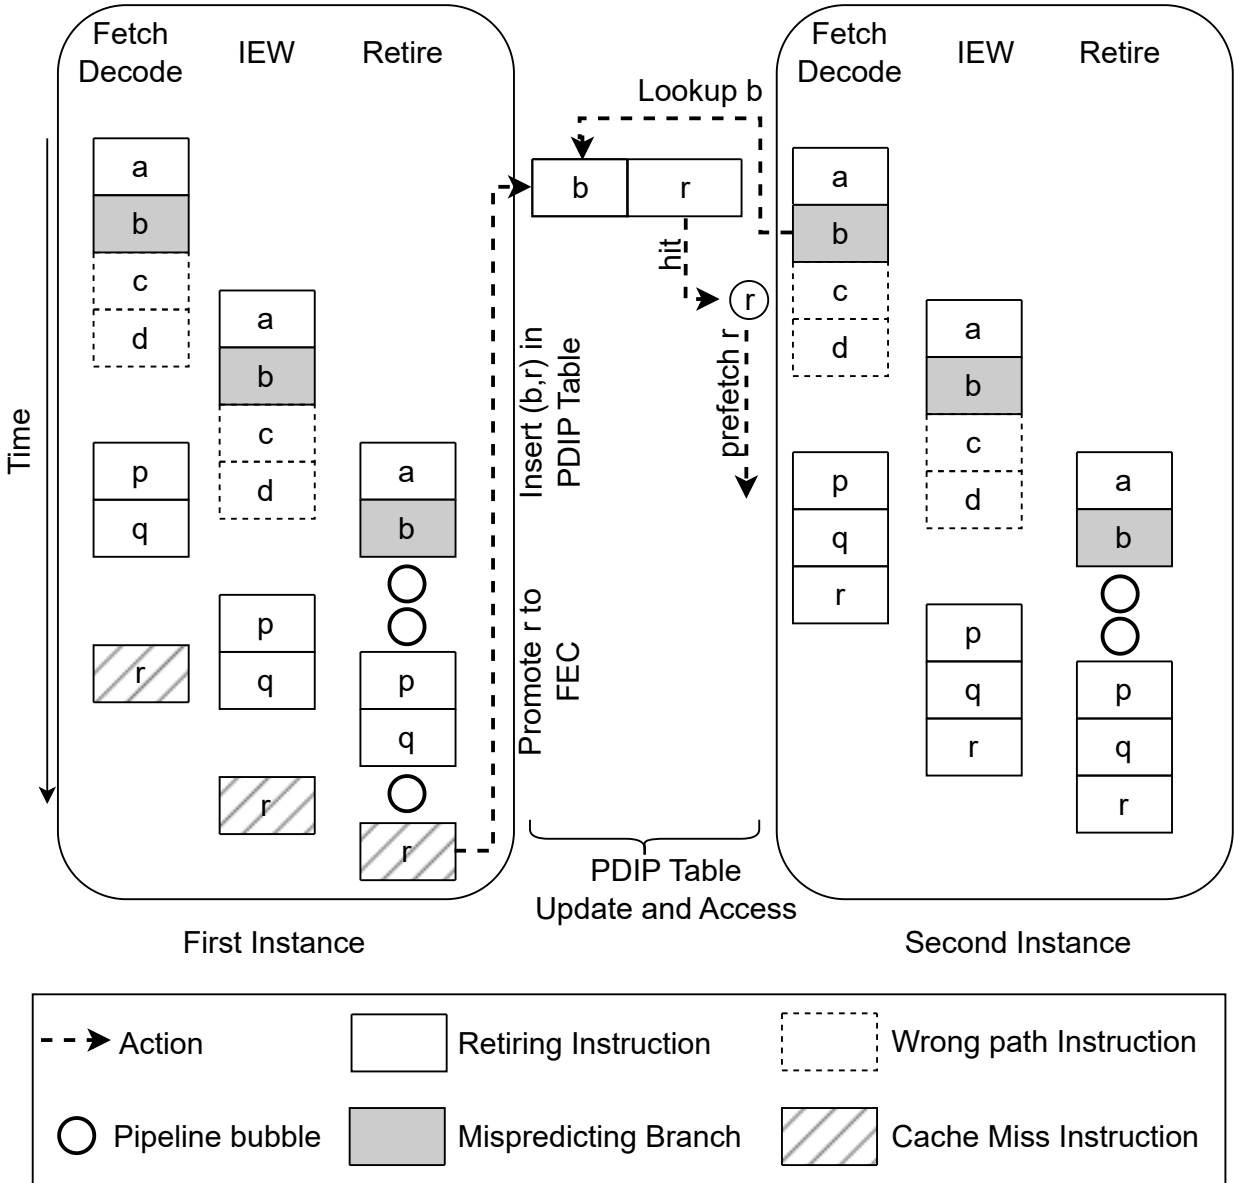 Fetch
Decode
IEW
Retire
a
b
c
d
p
q
r
a
b
c
d
p
q
r
a
b
p
q
r
Time
First Instance
Lookup b
b
r
hit
r
prefetch r
Insert (b,r) in
PDIP Table
Promote r to
FEC
PDIP Table
Update and Access
Fetch
Decode
IEW
Retire
a
b
c
d
p
q
r
a
b
c
d
p
q
r
a
b
p
q
r
Second Instance
Action
Retiring Instruction
Wrong path Instruction
Pipeline bubble
Mispredicting Branch
Cache Miss Instruction